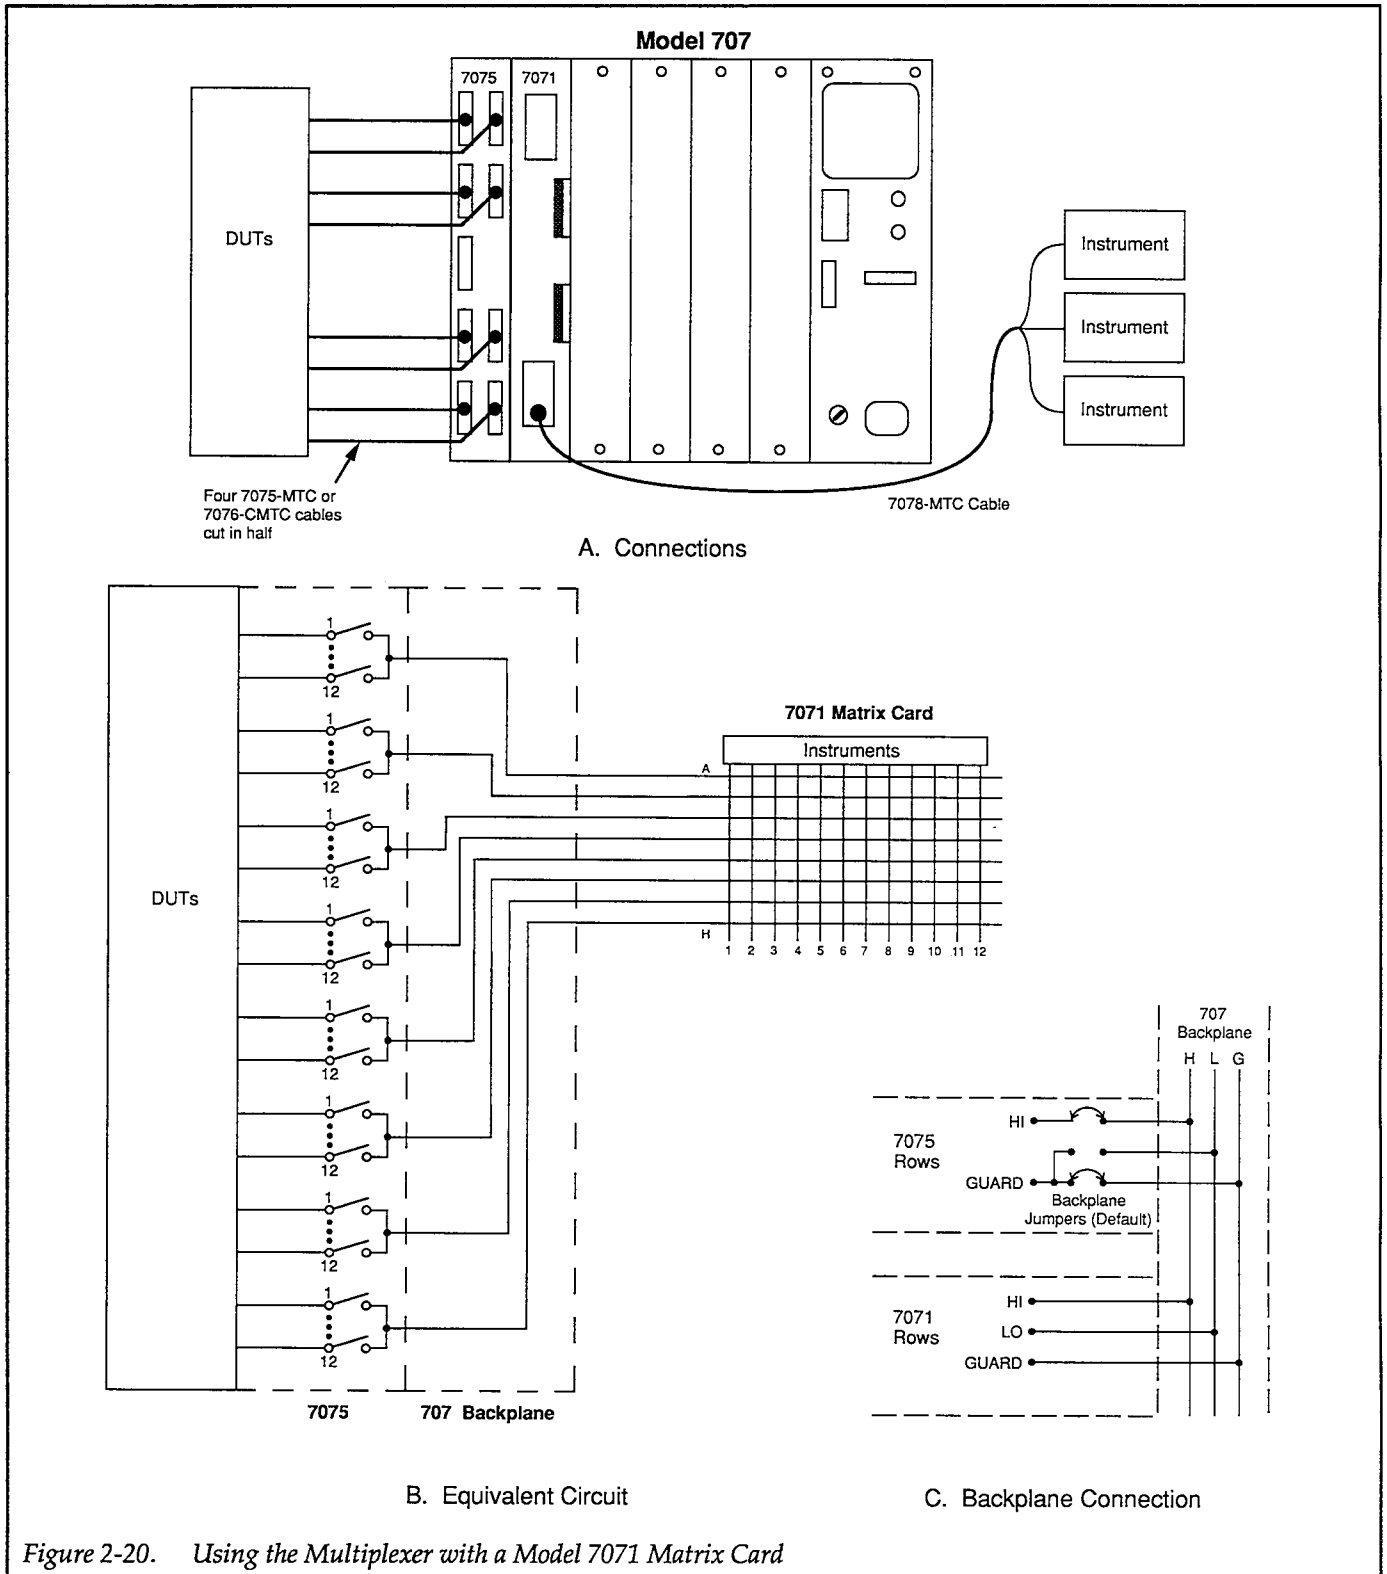 Model 707
7075
7071
DUTs
Instrument
Instrument
Instrument
Four 7075-MTC or
7076-CMTC cables
cut in half
7078-MTC Cable
A. Connections
DUTs
1
12
1
12
1
12
1
12
1
12
1
12
1
12
1
12
7075
707 Backplane
7071 Matrix Card
Instruments
A
H
1 2 3 4 5 6 7 8 9 10 11 12
B. Equivalent Circuit
707
Backplane
H L G
7075
Rows
HI
GUARD
Backplane
Jumpers (Default)
7071
Rows
HI
LO
GUARD
C. Backplane Connection
Figure 2-20. Using the Multiplexer with a Model 7071 Matrix Card